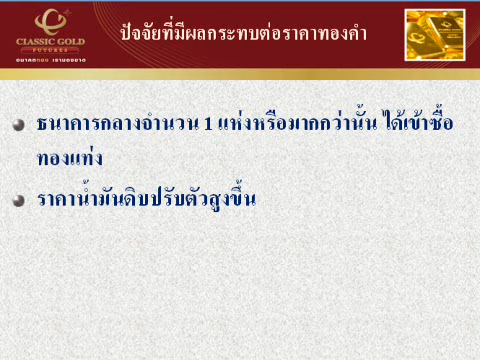 ปัจจัยที่มีผลกระทบต่อราคาทองคำ
CLASSIC GOLD
FUTURES
อนาคตทอง เรามองขาด
ธนาคารกลางจำนวน 1 แห่งหรือมากกว่านั้น ได้เข้าซื้อ
ทองแท่ง
ราคาน้ำมันดิบปรับตัวสูงขึ้น